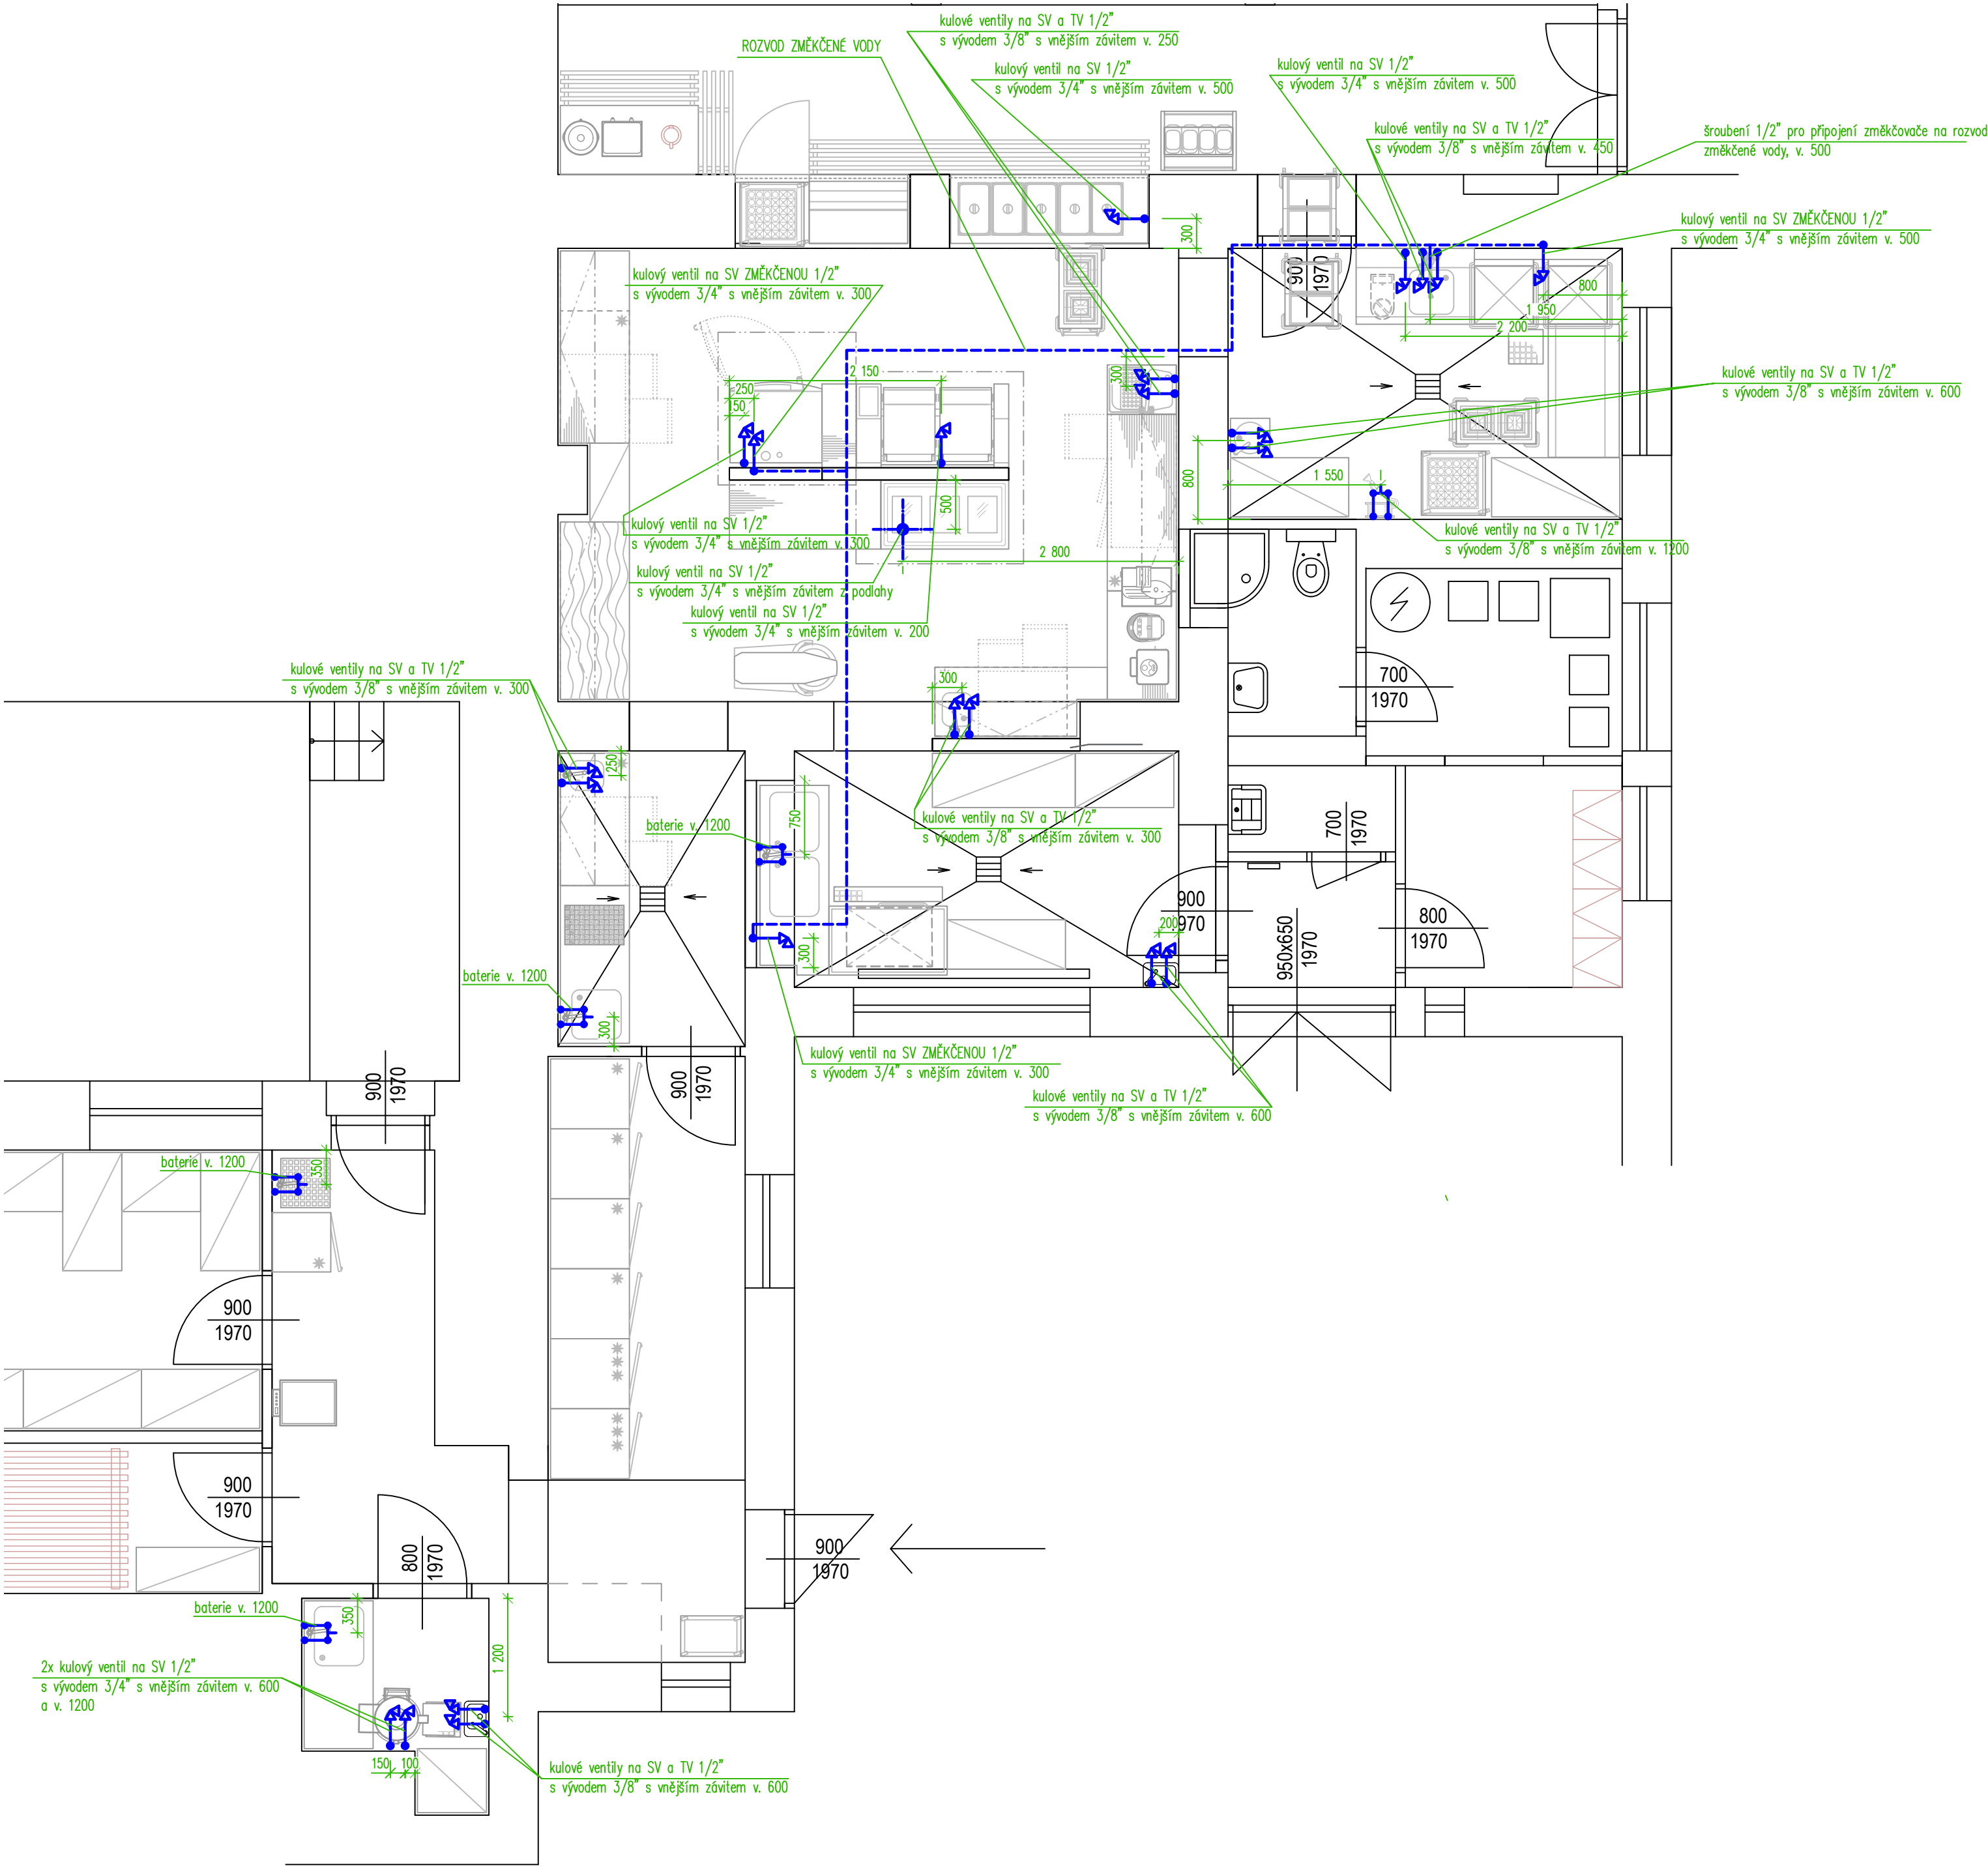 kulové ventily na SV a TV 1/2"
s vývodem 3/8" s vnějším závitem v. 250
ROZVOD ZMĚKČENÉ VODY
kulový ventil na SV 1/2"
s vývodem 3/4" s vnějším závitem v. 500
kulový ventil na SV 1/2"
s vývodem 3/4" s vnějším závitem v. 500
kulové ventily na SV a TV 1/2"
s vývodem 3/8" s vnějším závitem v. 450
šroubení 1/2" pro připojení změkčovače na rozvod
změkčené vody, v. 500
kulový ventil na SV ZMĚKČENOU 1/2"
s vývodem 3/4" s vnějším závitem v. 500
300
900
1970
800
1 950
2 200
kulový ventil na SV ZMĚKČENOU 1/2"
s vývodem 3/4" s vnějším závitem v. 300
2 150
250
150
300
kulové ventily na SV a TV 1/2"
s vývodem 3/8" s vnějším závitem v. 600
800
1 550
500
kulový ventil na SV 1/2"
s vývodem 3/4" s vnějším závitem v. 300
kulové ventily na SV a TV 1/2"
s vývodem 3/8" s vnějším závitem v. 1200
2 800
kulový ventil na SV 1/2"
s vývodem 3/4" s vnějším závitem z podlahy
kulový ventil na SV 1/2"
s vývodem 3/4" s vnějším závitem v. 200
kulové ventily na SV a TV 1/2"
s vývodem 3/8" s vnějším závitem v. 300
300
700
1970
250
750
baterie v. 1200
kulové ventily na SV a TV 1/2"
s vývodem 3/8" s vnějším závitem v. 300
700
1970
900
1970
200
800
1970
950x650
1970
300
baterie v. 1200
300
kulový ventil na SV ZMĚKČENOU 1/2"
s vývodem 3/4" s vnějším závitem v. 300
kulové ventily na SV a TV 1/2"
s vývodem 3/8" s vnějším závitem v. 600
900
1970
900
1970
baterie v. 1200
350
900
1970
900
1970
800
1970
900
1970
baterie v. 1200
350
1 200
2x kulový ventil na SV 1/2"
s vývodem 3/4" s vnějším závitem v. 600
a v. 1200
150
100
kulové ventily na SV a TV 1/2"
s vývodem 3/8" s vnějším závitem v. 600